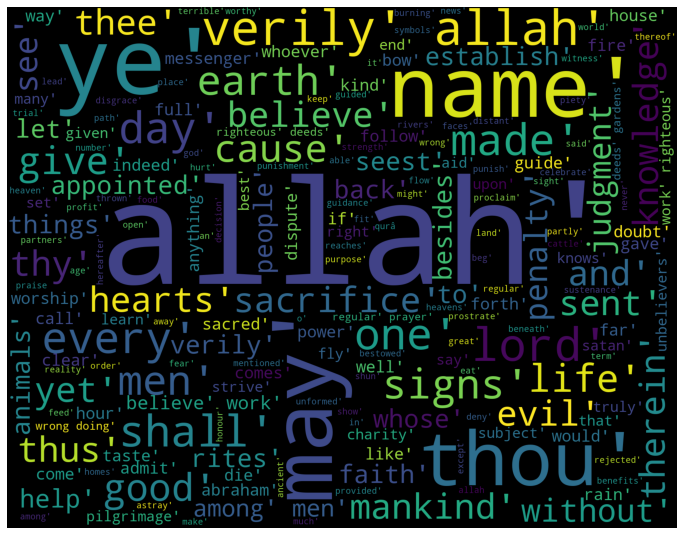 way' terrible' worthy' burning' news'
thee' verily' allah' house'
symbols' world'
see' ye' messenger' whoever' end' establish' fire' thereof'
lead' it' bow' witness'
many' place' earth' kind' name' knowledge'
disgrace' keep' guided' piety'
trial' path' full' believe' rivers' faces' distant'
let' given' day' righteous' deeds' follow' wrong' made' said'
number' god' cause' strength' proclaim' celebrate' gardens'
give' indeed' hurt' punishment' able' flow' seest' aid' guide' judgment' deeds' righteous'
heaven' thrown' food' guidance' back' upon' punish' sight' never' work'
appointed' best' might' doubt'
set' profit' anything' people' dispute' if' besides' land' partly' gave'
things' open' can' fit' right' purpose' cattle'
partners' decision' allah' qurâ reaches' beg' knows' penalty' and'
thy' age' hereafter' heavens' regular' sustenance'
worship' praise' hearts' sacrifice' to' forth' prostrate' sent' unbelievers'
call' learn' away' o' regular' prayer' beneath'
reality' order' sacred' mentioned' bestowed' power' one' great' lord' far'
every' verily' fear' fly' say' term' satan'
animals' clear' comes' well' eat' therein'
yet' men' strive' unformed' shun' signs' life' truly'
feed' hour' believe' work' show' deny' evil' that'
wrong doing' honour' may' in' whose' subject' would'
thus' taste' shall' charity' except' rejected'
come' homes' admit' die' rites' like' thou' rain' benefits'
help' astray' good' abraham' ancient' provided' faith' allah' mankind' without'
among' pilgrimage' make' among' men' much'